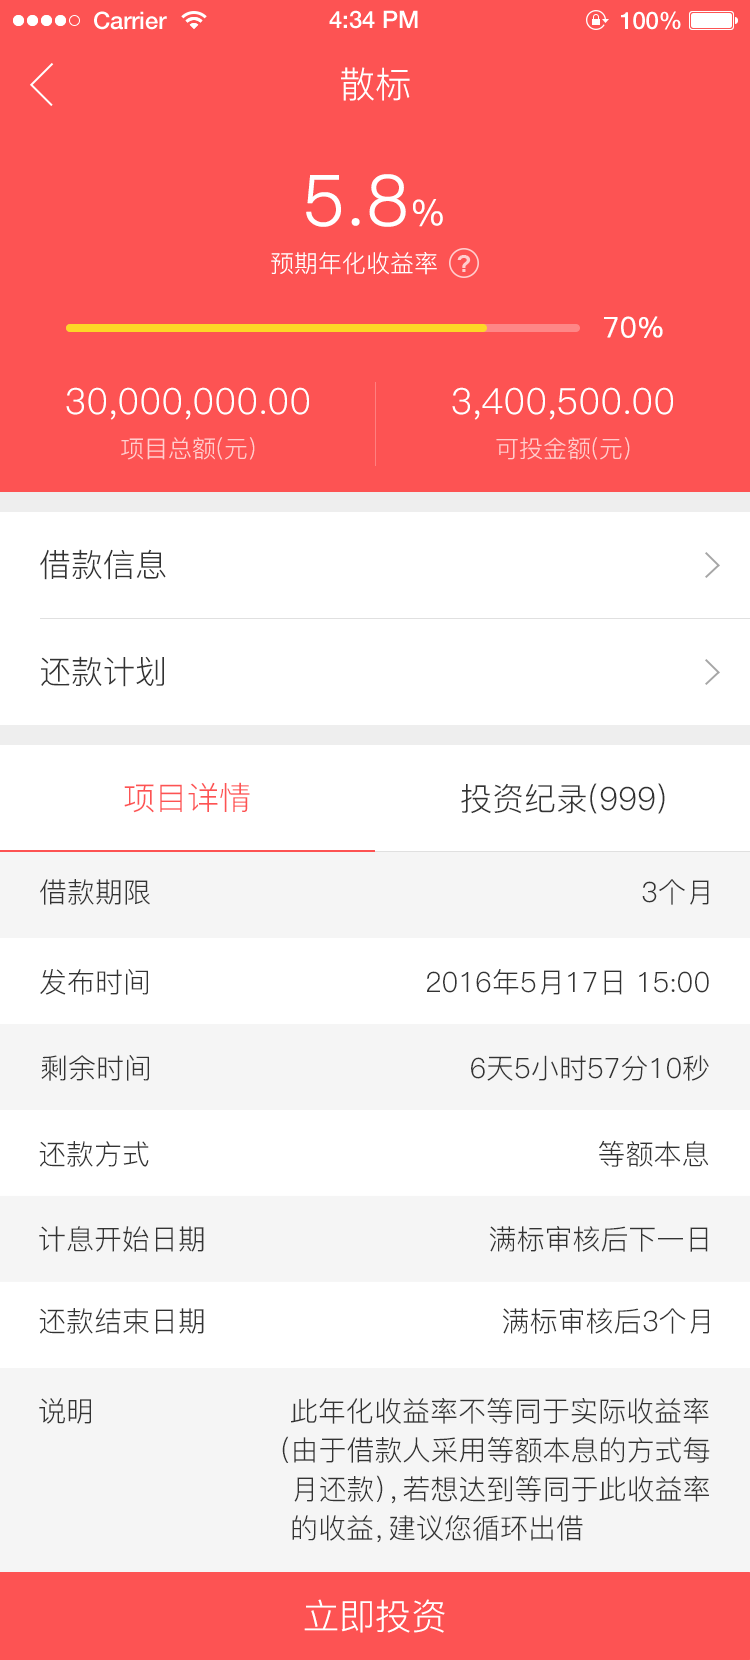 Carrier 4:34 PM 100%
散标
5.8%
预期年化收益率 ?
70%
30,000,000.00 3,400,500.00
项目总额(元) 可投金额(元)
借款信息
还款计划
项目详情 投资纪录(999)
借款期限 3个月
发布时间 2016年5月17日 15:00
剩余时间 6天5小时57分10秒
还款方式 等额本息
计息开始日期 满标审核后下一日
还款结束日期 满标审核后3个月
说明 此年化收益率不等同于实际收益率
(由于借款人采用等额本息的方式每
月还款),若想达到等同于此收益率
的收益,建议您循环出借
立即投资